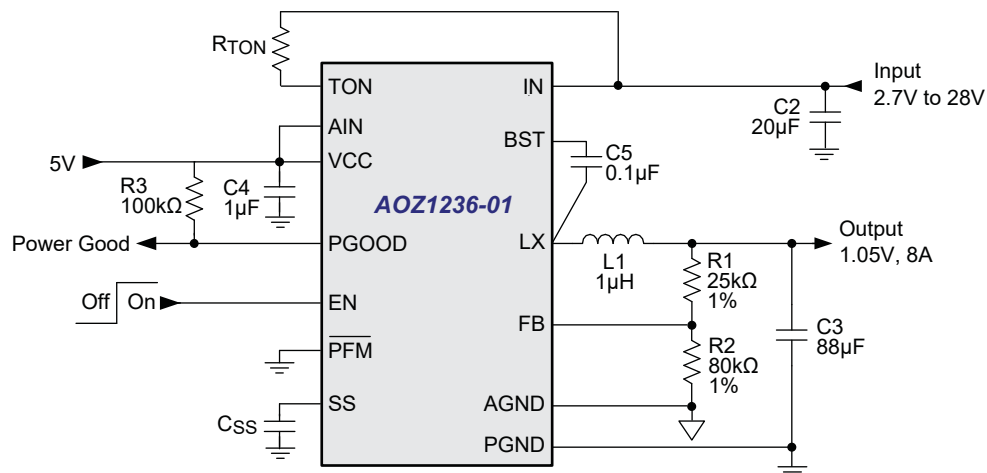 RTON
TON
IN
Input
2.7V to 28V
C2
20µF
AIN
BST
5V
VCC
C5
0.1µF
R3
100kΩ
C4
1µF
AOZ1236-01
Power Good
PGOOD
LX
L1
1µH
Output
1.05V, 8A
R1
25kΩ
1%
Off
On
EN
FB
C3
88µF
PFM
R2
80kΩ
1%
SS
CSS
AGND
PGND